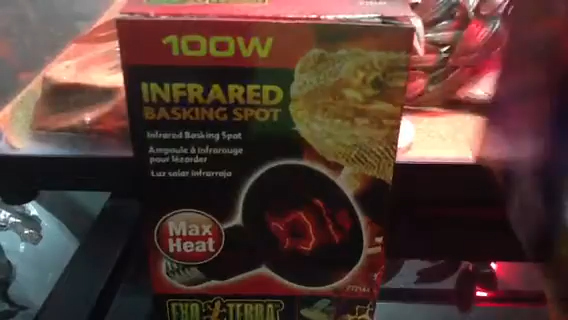 100W
INFRARED
BASKING SPOT
Infrared Basking Spot
Ampoule à infrarouge
pour lézarder
Luz solar infrarroja
Max
Heat
EXO TERRA